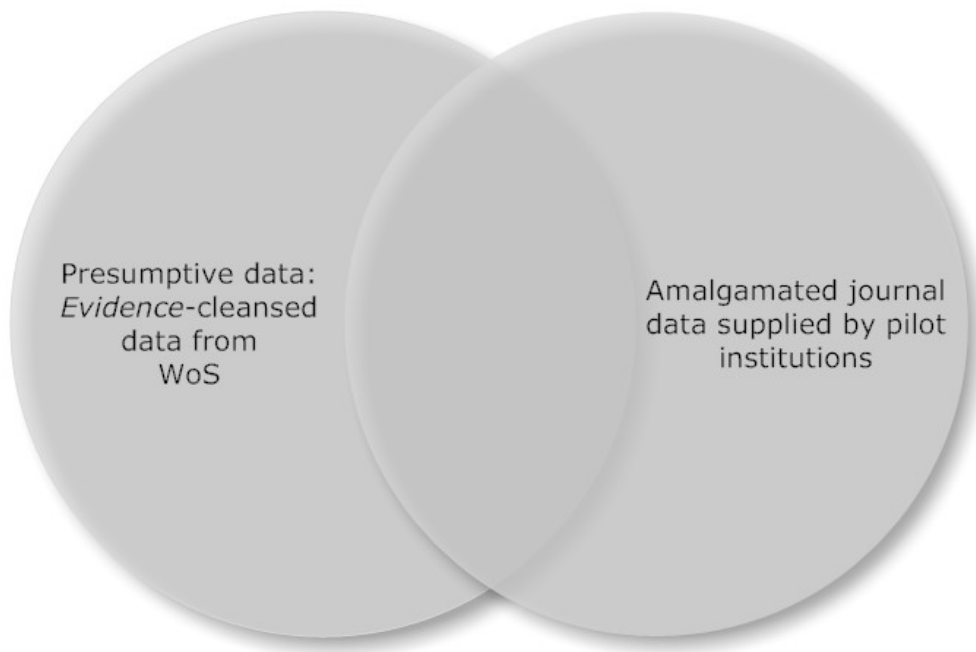 Presumptive data:
Evidence-cleansed
data from
WoS
Amalgamated journal
data supplied by pilot
institutions